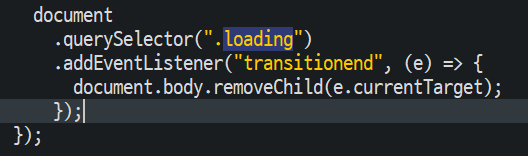 document
.querySelector(".loading")
.addEventListener("transitionend", (e) => {
document.body.removeChild(e.currentTarget);
});
});